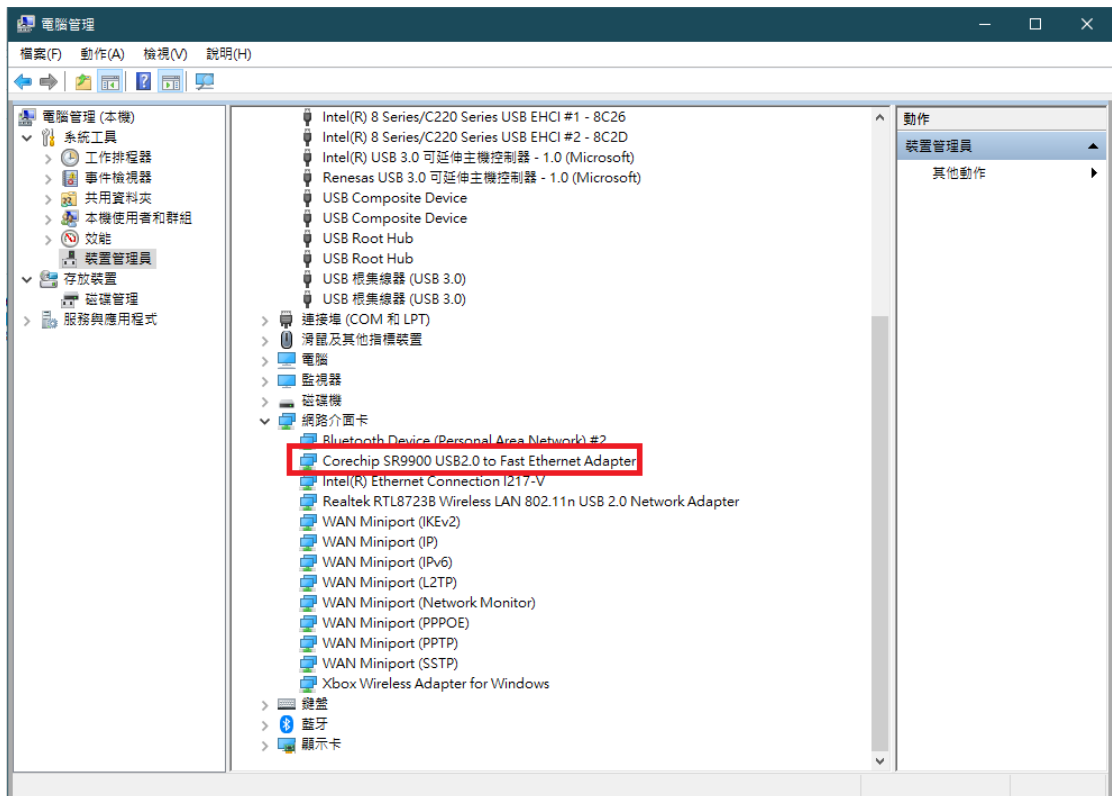 電腦管理
檔案(F) 動作(A) 檢視(V) 說明(H)
電腦管理 (本機)
系統工具
工作排程器
事件檢視器
共用資料夾
本機使用者和群組
效能
裝置管理員
存放裝置
磁碟管理
服務與應用程式
Intel(R) 8 Series/C220 Series USB EHCI #1 - 8C26
Intel(R) 8 Series/C220 Series USB EHCI #2 - 8C2D
Intel(R) USB 3.0 可延伸主機控制器 - 1.0 (Microsoft)
Renesas USB 3.0 可延伸主機控制器 - 1.0 (Microsoft)
USB Composite Device
USB Composite Device
USB Root Hub
USB Root Hub
USB 根集線器 (USB 3.0)
USB 根集線器 (USB 3.0)
連接埠 (COM 和 LPT)
滑鼠及其他指標裝置
電腦
監視器
磁碟機
網路介面卡
Bluetooth Device (Personal Area Network) #2
Corechip SR9900 USB2.0 to Fast Ethernet Adapter
Intel(R) Ethernet Connection I217-V
Realtek RTL8723B Wireless LAN 802.11n USB 2.0 Network Adapter
WAN Miniport (IKEv2)
WAN Miniport (IP)
WAN Miniport (IPv6)
WAN Miniport (L2TP)
WAN Miniport (Network Monitor)
WAN Miniport (PPPOE)
WAN Miniport (PPTP)
WAN Miniport (SSTP)
Xbox Wireless Adapter for Windows
鍵盤
藍牙
顯示卡
動作
裝置管理員
其他動作